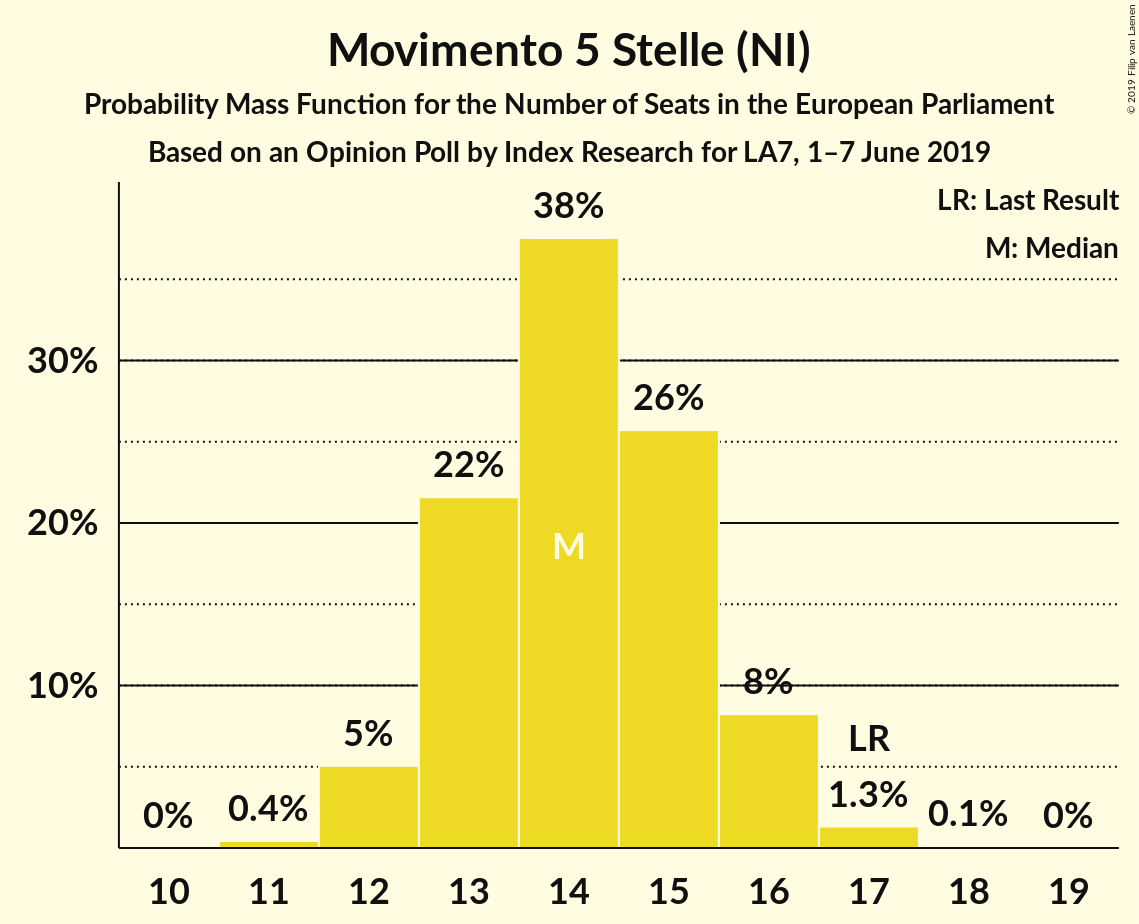 Movimento 5 Stelle (NI)
Probability Mass Function for the Number of Seats in the European Parliament
Based on an Opinion Poll by Index Research for LA7, 1–7 June 2019
© 2019 Filip van Laenen
LR: Last Result
M: Median
38%
30%
26%
22%
20%
M
10%
8%
5%
LR
0%
0.4%
1.3%
0.1%
0%
10 11 12 13 14 15 16 17 18 19